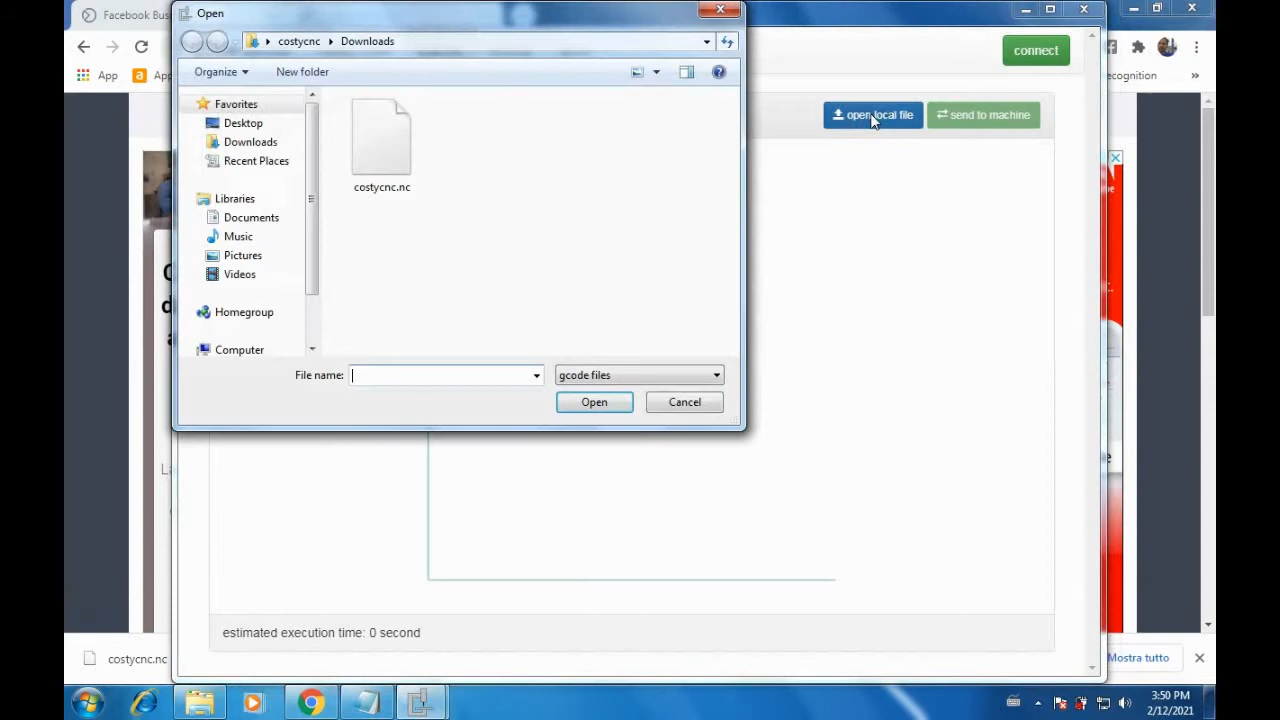 Facebook Bus
Open
costycnc
Downloads
connect
App
App
ecognition
»
Organize
New folder
Favorites
Desktop
Downloads
Recent Places
Libraries
Documents
Music
Pictures
Videos
Homegroup
Computer
costycnc.nc
open local file
send to machine
File name:
gcode files
Open
Cancel
estimated execution time: 0 second
costycnc.nc
Mostra tutto
3:50 PM
2/12/2021